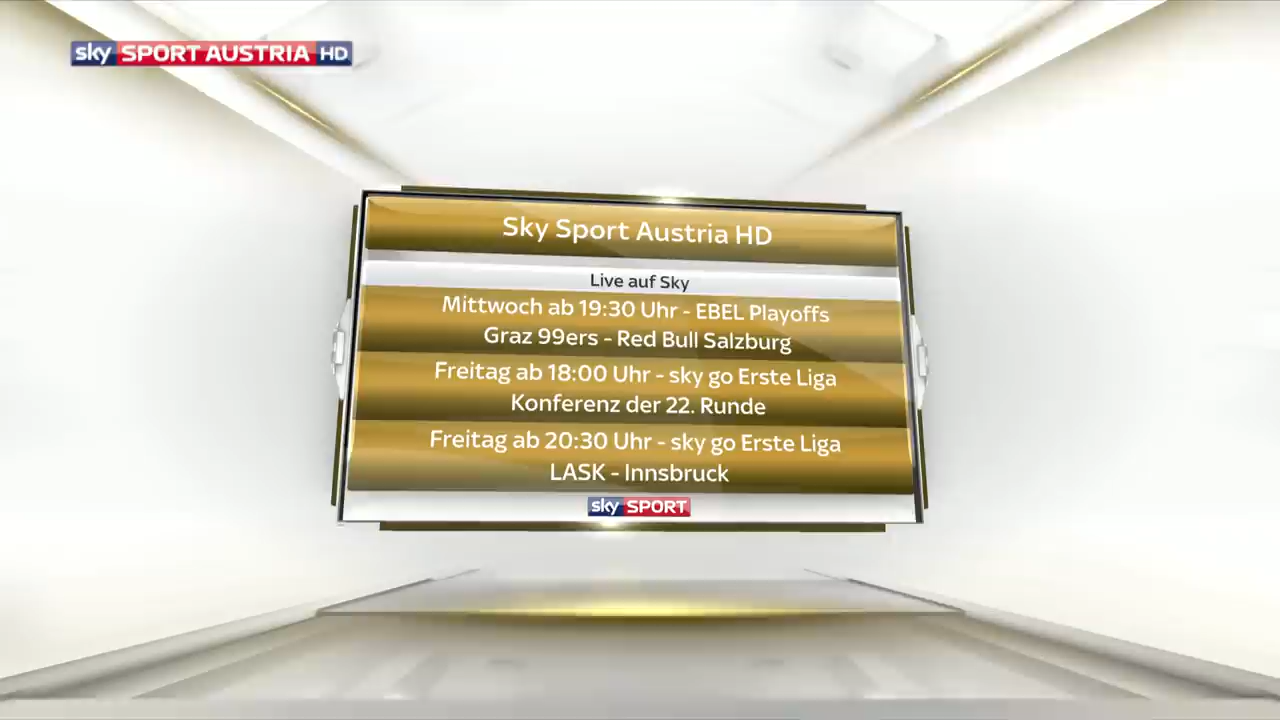 sky SPORT AUSTRIA HD
Sky Sport Austria HD
Live auf Sky
Mittwoch ab 19:30 Uhr - EBEL Playoffs
Graz 99ers - Red Bull Salzburg
Freitag ab 18:00 Uhr - sky go Erste Liga
Konferenz der 22. Runde
Freitag ab 20:30 Uhr - sky go Erste Liga
LASK - Innsbruck
sky SPORT